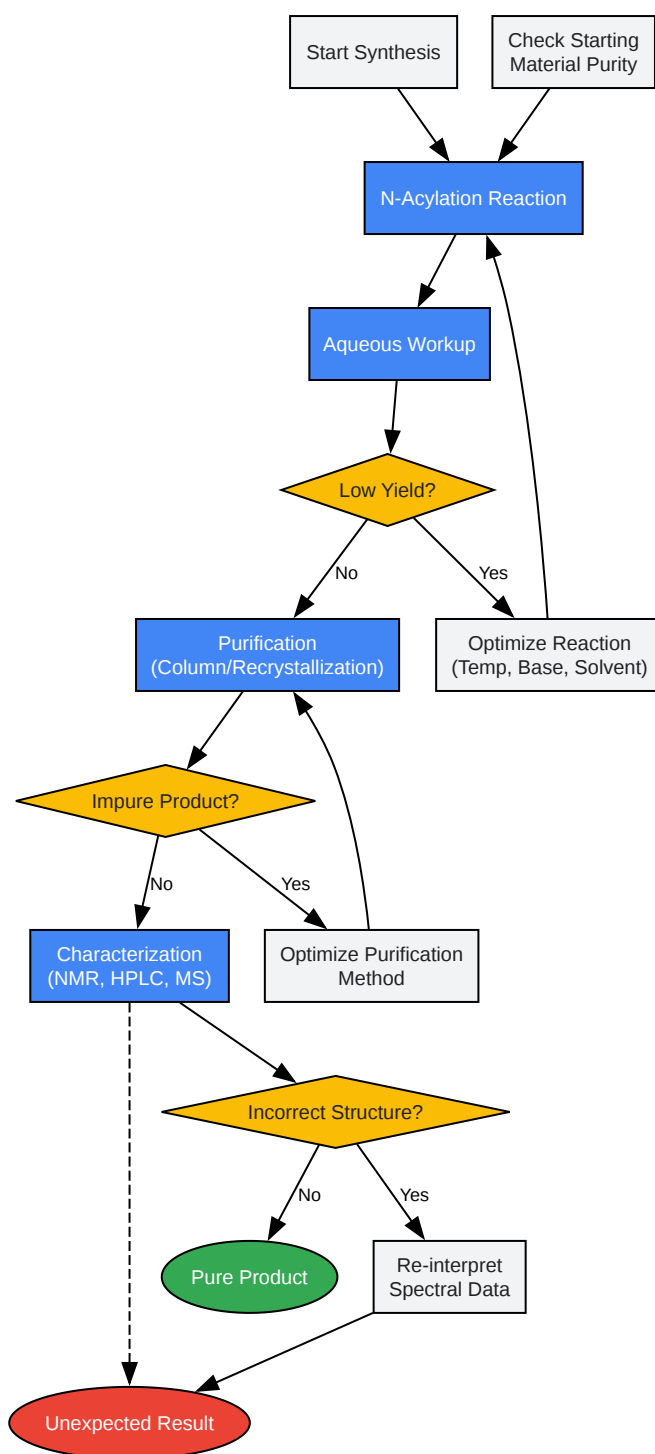 Start Synthesis
Check Starting
Material Purity
N-Acylation Reaction
Aqueous Workup
Low Yield?
No
Yes
Purification
(Column/Recrystallization)
Optimize Reaction
(Temp, Base, Solvent)
Impure Product?
No
Yes
Characterization
(NMR, HPLC, MS)
Optimize Purification
Method
Incorrect Structure?
No
Yes
Pure Product
Re-interpret
Spectral Data
Unexpected Result